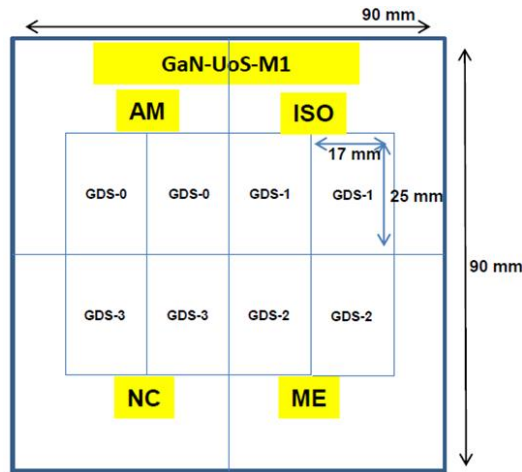 90 mm
GaN-UoS-M1
AM
ISO
17 mm
GDS-0
GDS-0
GDS-1
GDS-1
25 mm
90 mm
GDS-3
GDS-3
GDS-2
GDS-2
NC
ME